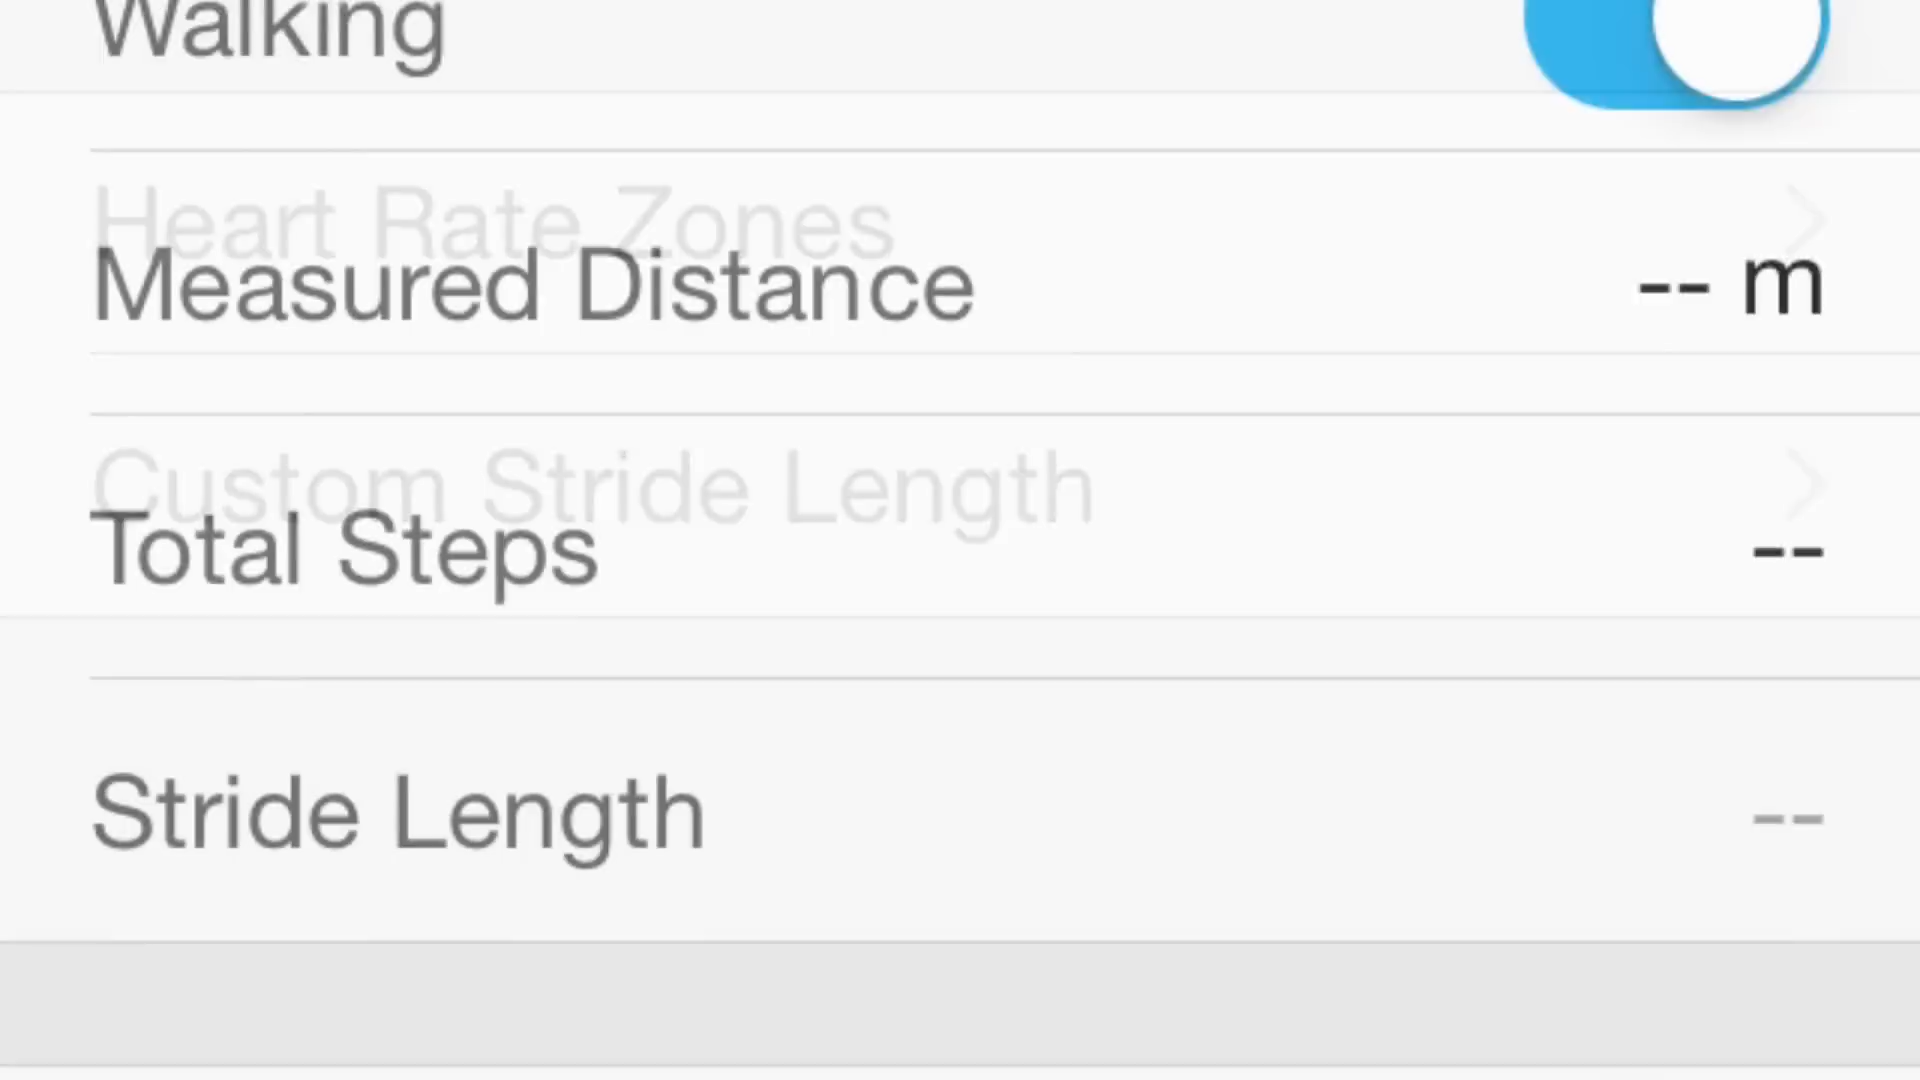 Walking
Heart Rate Zones
Measured Distance -- m
Custom Stride Length
Total Steps --
Stride Length --